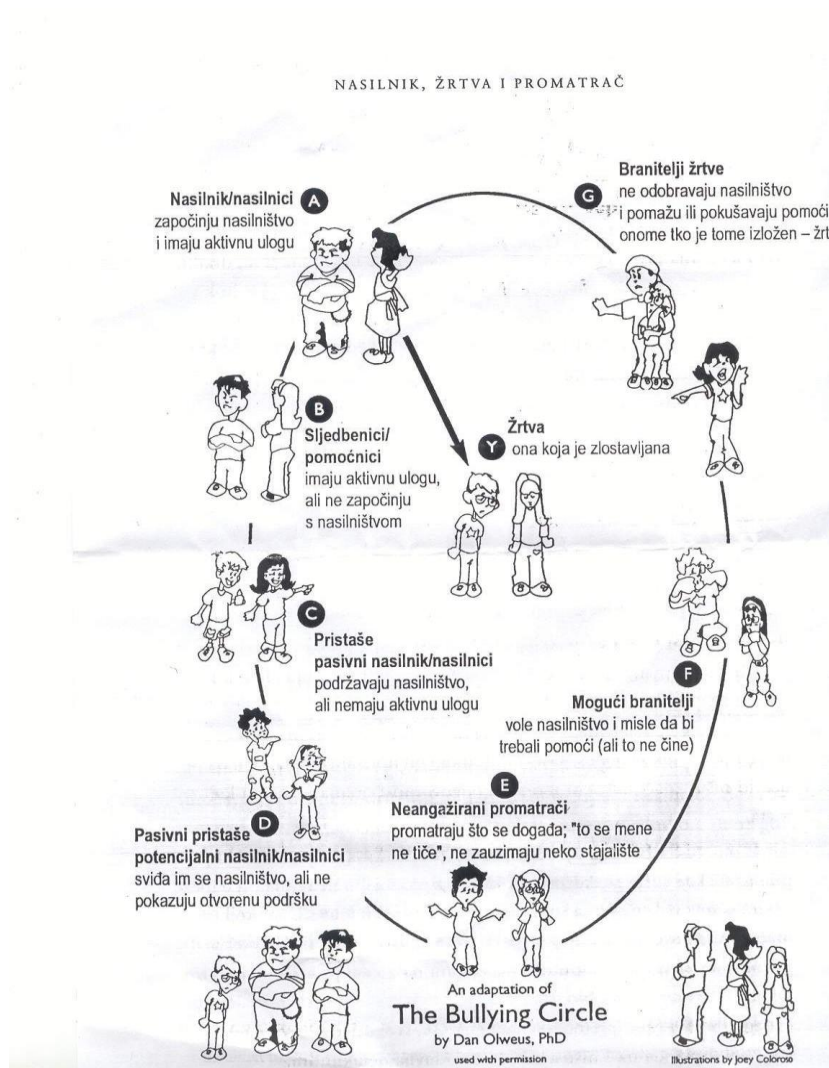 NASILNIK, ŽRTVA I PROMATRAČ
Nasilnik/nasilnici
započinju nasilništvo
i imaju aktivnu ulogu
A
G
Branitelji žrtve
ne odobravaju nasilništvo
i pomažu ili pokušavaju pomoći
onome tko je tome izložen – žrt
B
Sljedbenici/
pomoćnici
imaju aktivnu ulogu,
ali ne započinju
s nasilništvom
Y
Žrtva
ona koja je zlostavljana
C
Pristaše
pasivni nasilnik/nasilnici
podržavaju nasilništvo,
ali nemaju aktivnu ulogu
F
Mogući branitelji
vole nasilništvo i misle da bi
trebali pomoći (ali to ne čine)
E
Neangažirani promatrači
promatraju što se događa; "to se mene
ne tiče", ne zauzimaju neko stajalište
D
Pasivni pristaše
potencijalni nasilnik/nasilnici
sviđa im se nasilništvo, ali ne
pokazuju otvorenu podršku
An adaptation of
The Bullying Circle
by Dan Olweus, PhD
used with permission
Illustrations by Joey Coloroso